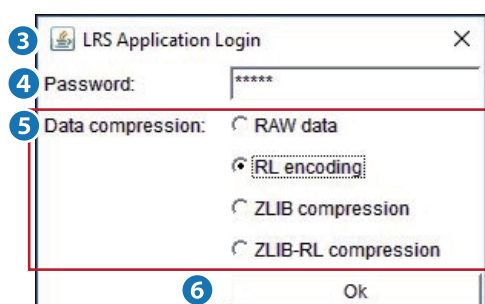 3 LRS Application Login
4 Password: *****
5 Data compression: RAW data
RL encoding
ZLIB compression
ZLIB-RL compression
6 Ok